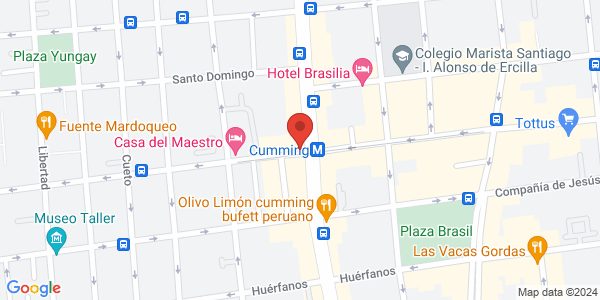 Plaza Yungay
Santo Domingo
Hotel Brasilia
Colegio Marista Santiago
- I. Alonso de Ercilla
Fuente Mardoqueo
Casa del Maestro
Cumming
M
Tottus
Libertad
Cueto
Olivo Limón cumming
bufett peruano
Compañía de Jesús
Museo Taller
Plaza Brasil
Las Vacas Gordas
Huérfanos
Huérfanos
Google
Map data ©2024